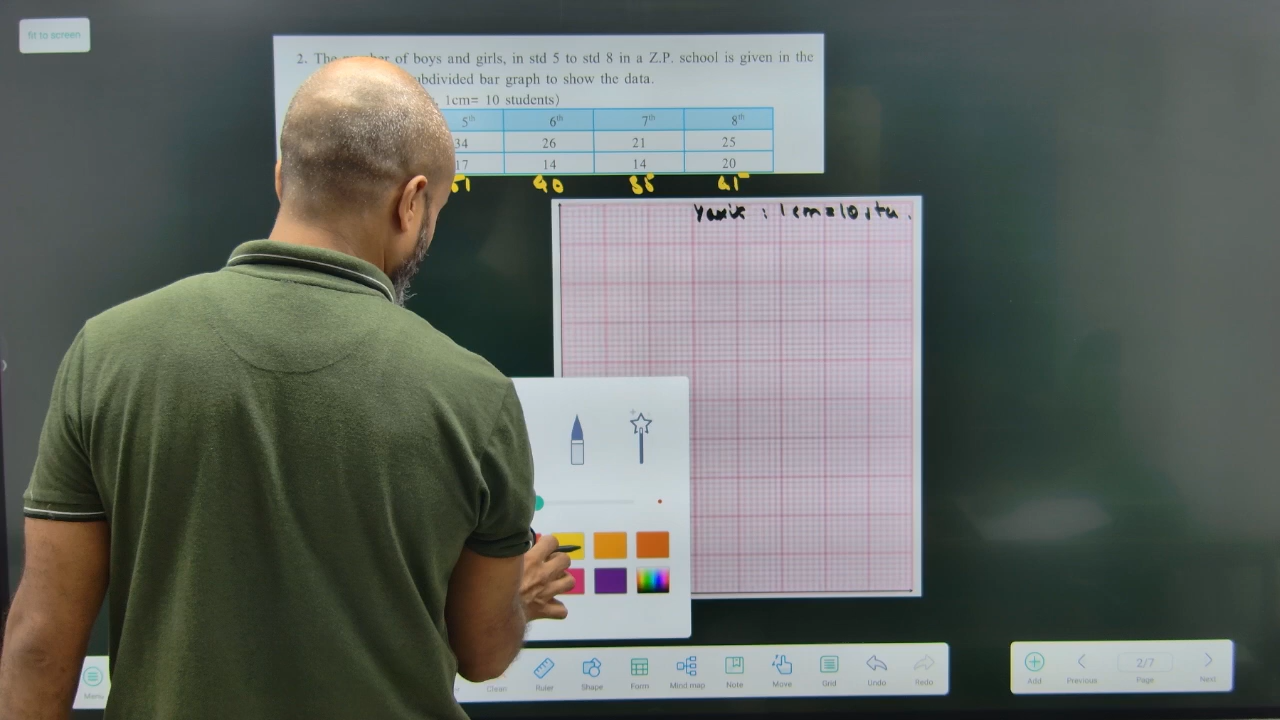 fit to screen
2. The of boys and girls, in std 5 to std 8 in a Z.P. school is given in the
subdivided bar graph to show the data.
1cm= 10 students)
5th 6th 7th 8th
34 26 21 25
17 14 14 20
51 40 35 45
Y axis : 1cm=10 stu.
Menu Clean Ruler Shape Form Mind map Note Move Grid Undo Redo
Add Previous 2/7 Page Next